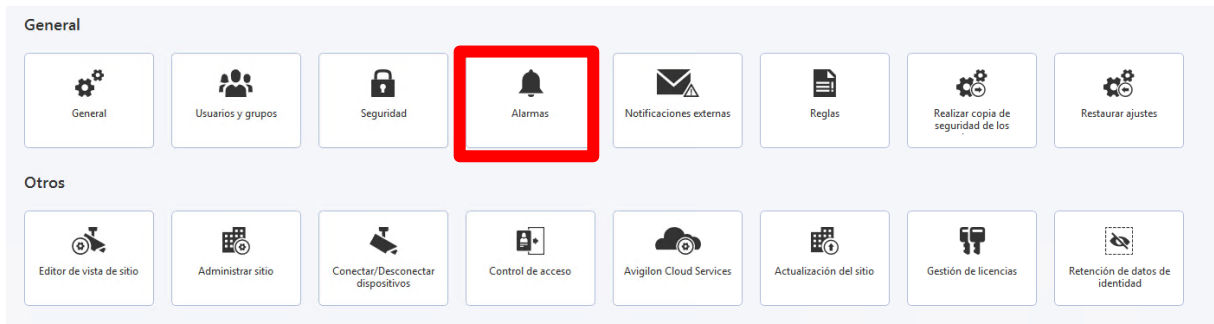 General
General
Usuarios y grupos
Seguridad
Alarmas
Notificaciones externas
Reglas
Realizar copia de
seguridad de los
Restaurar ajustes
Otros
Editor de vista de sitio
Administrar sitio
Conectar/Desconectar
dispositivos
Control de acceso
Avigilon Cloud Services
Actualización del sitio
Gestión de licencias
Retención de datos de
identidad